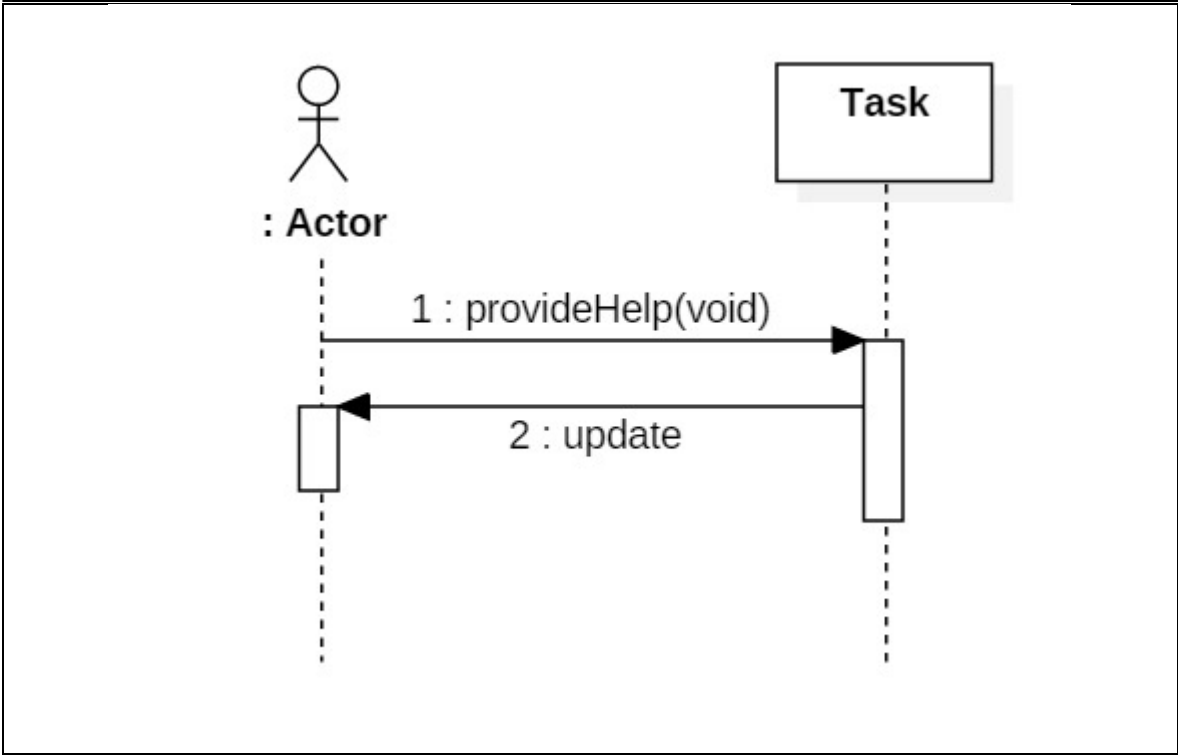 Task
: Actor
1 : provideHelp(void)
2 : update